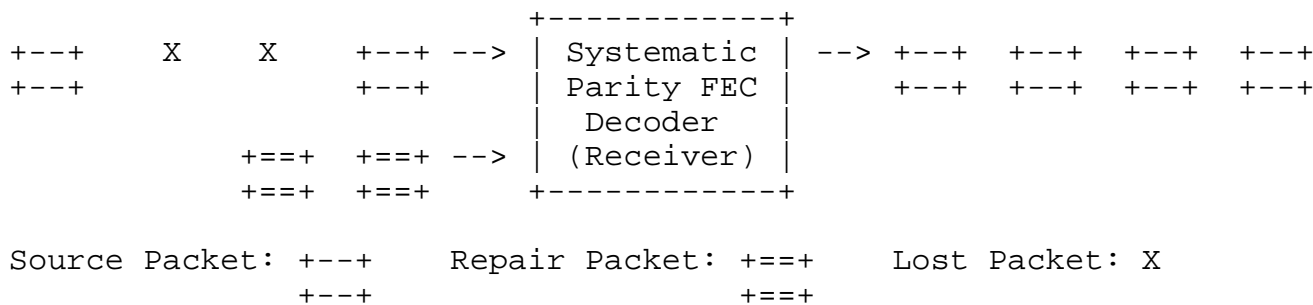 +------------+
+--+    X    X    +--+ --> | Systematic | --> +--+  +--+  +--+  +--+
+--+              +--+     | Parity FEC |     +--+  +--+  +--+  +--+
                           |  Decoder   |
            +==+  +==+ --> | (Receiver) |
            +==+  +==+     +------------+
Source Packet: +--+    Repair Packet: +==+    Lost Packet: X
               +--+                   +==+